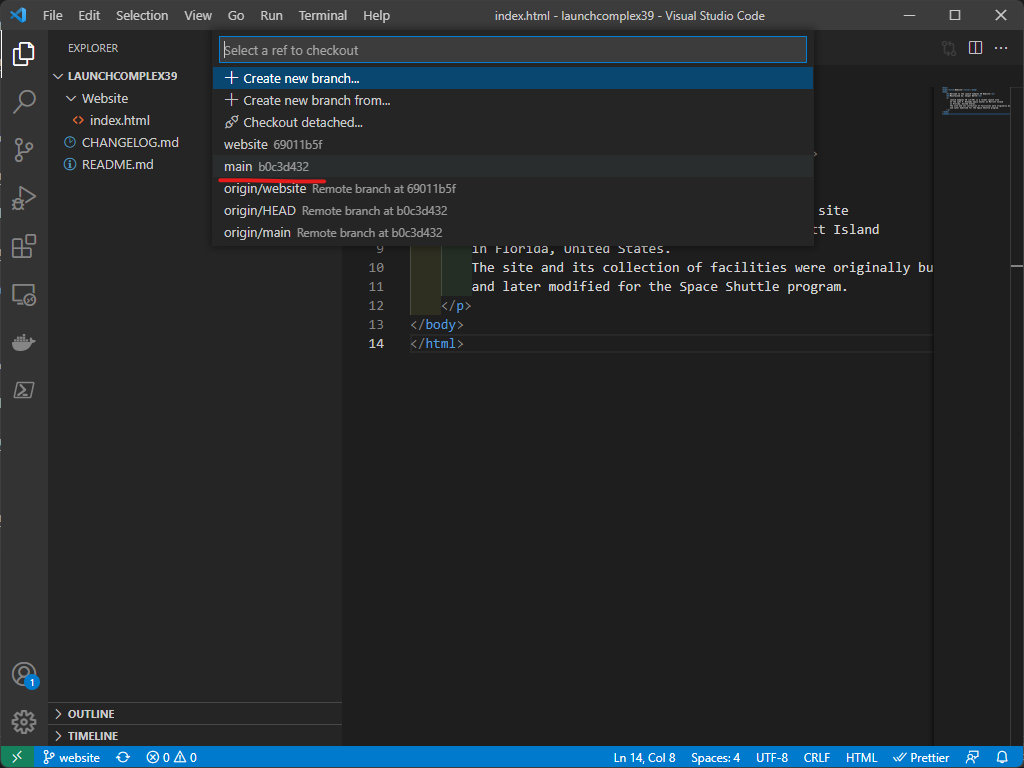 File Edit Selection View Go Run Terminal Help
index.html - launchcomplex39 - Visual Studio Code
EXPLORER
LAUNCHCOMPLEX39
Website
index.html
CHANGELOG.md
README.md
Select a ref to checkout
Create new branch...
Create new branch from...
Checkout detached...
website 69011b5f
main b0c3d432
origin/website Remote branch at 69011b5f
origin/HEAD Remote branch at b0c3d432
origin/main Remote branch at b0c3d432
>
site
ct Island
9 in Florida, United States.
10 The site and its collection of facilities were originally bu
11 and later modified for the Space Shuttle program.
12 </p>
13 </body>
14 </html>
1
OUTLINE
TIMELINE
website 0 0 Ln 14, Col 8 Spaces: 4 UTF-8 CRLF HTML Prettier